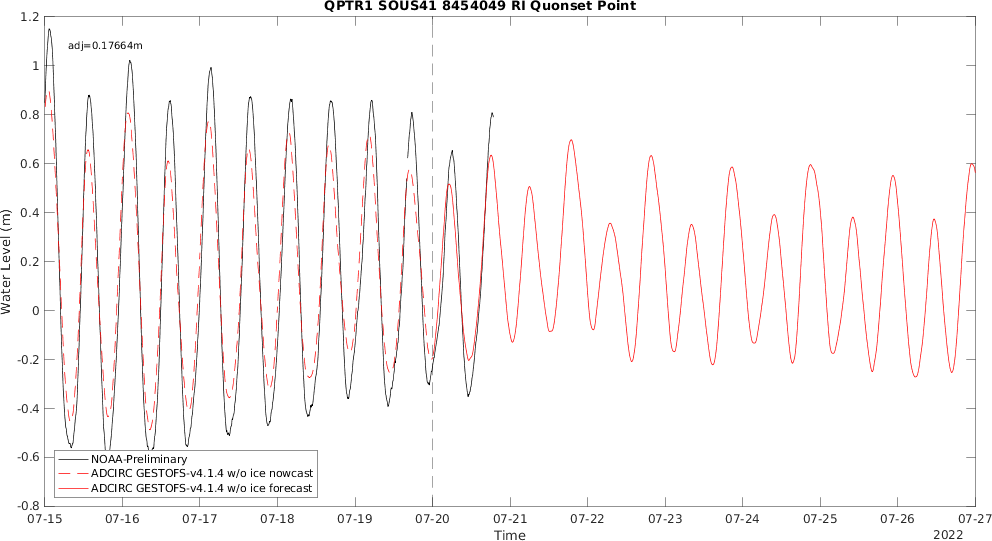 QPTR1 SOUS41 8454049 RI Quonset Point
1.2
1
0.8
0.6
0.4
0.2
0
-0.2
-0.4
-0.6
-0.8
Water Level (m)
adj=0.17664m
NOAA-Preliminary
ADCIRC GESTOFS-v4.1.4 w/o ice nowcast
ADCIRC GESTOFS-v4.1.4 w/o ice forecast
07-15 07-16 07-17 07-18 07-19 07-20 07-21 07-22 07-23 07-24 07-25 07-26 07-27
Time
2022